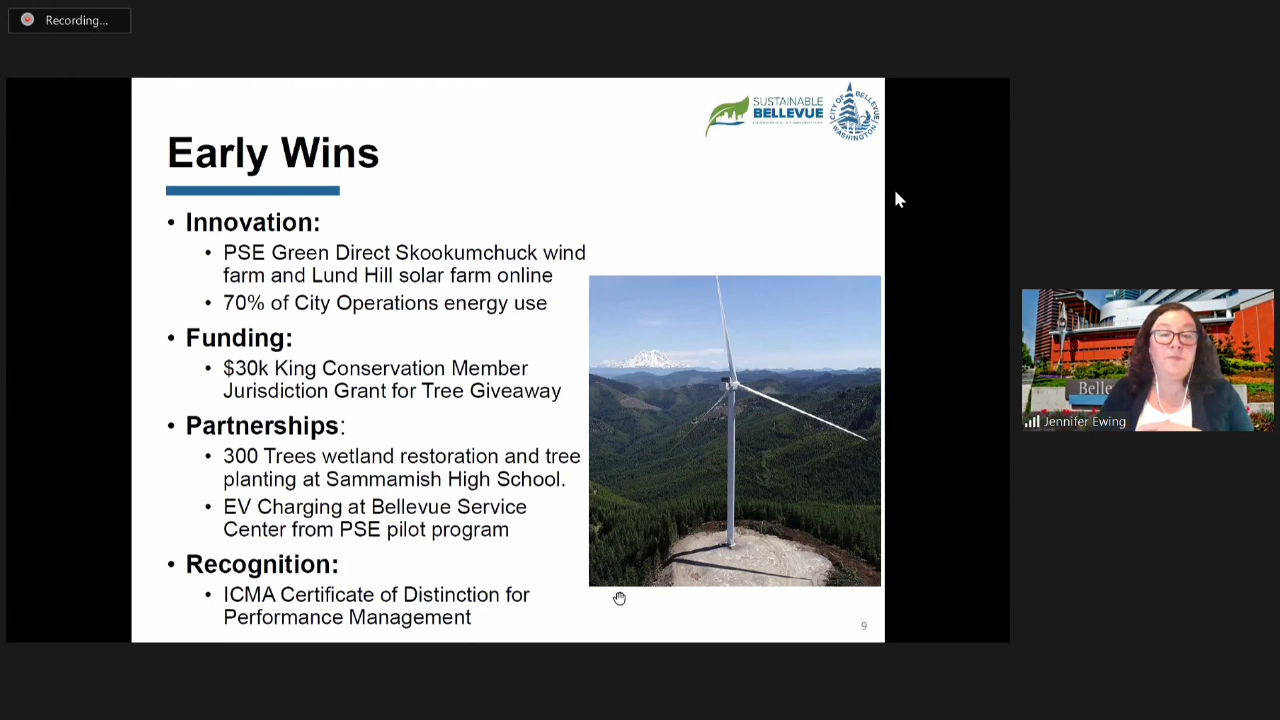 Recording...
SUSTAINABLE
BELLEVUE
CITY OF BELLEVUE
WASHINGTON
Early Wins
• Innovation:
• PSE Green Direct Skookumchuck wind
farm and Lund Hill solar farm online
• 70% of City Operations energy use
• Funding:
• $30k King Conservation Member
Jurisdiction Grant for Tree Giveaway
• Partnerships:
• 300 Trees wetland restoration and tree
planting at Sammamish High School.
• EV Charging at Bellevue Service
Center from PSE pilot program
• Recognition:
• ICMA Certificate of Distinction for
Performance Management
9
Belle
Jennifer Ewing